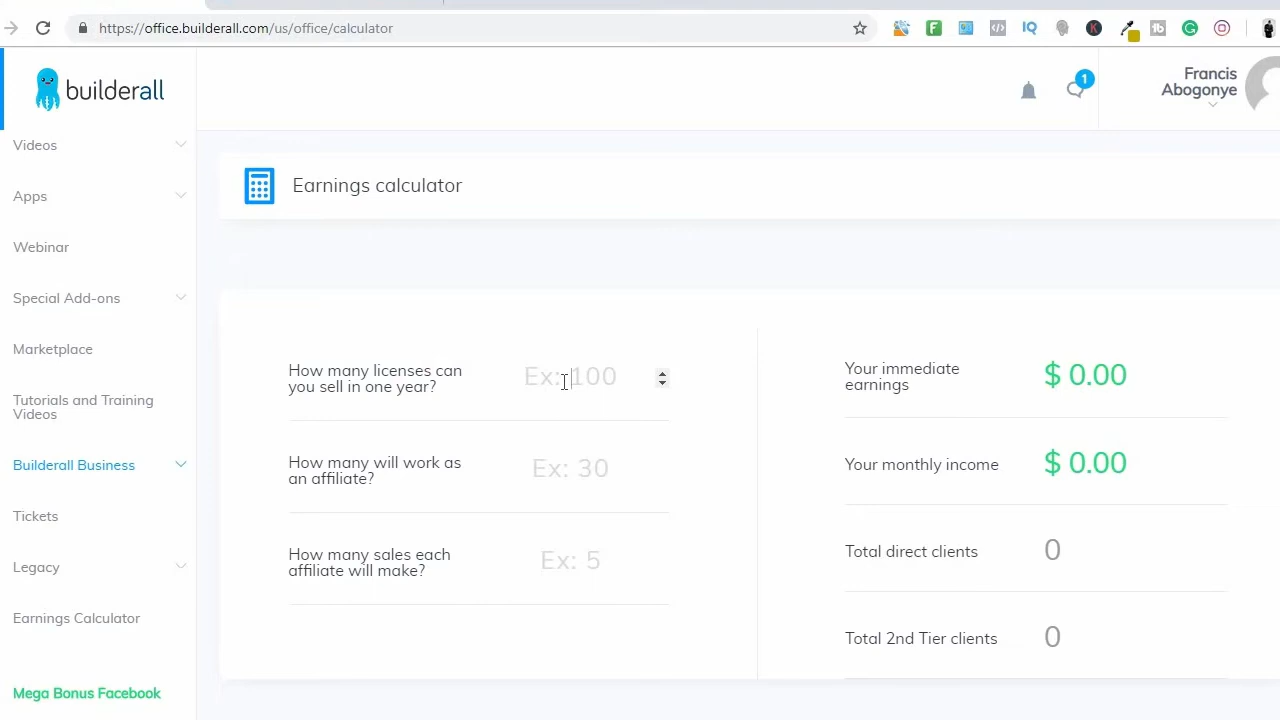 https://office.builderall.com/us/office/calculator
builderall
1
Francis
Abogonye
Videos
Apps
Webinar
Special Add-ons
Marketplace
Tutorials and Training
Videos
Builderall Business
Tickets
Legacy
Earnings Calculator
Mega Bonus Facebook
Earnings calculator
How many licenses can
you sell in one year?
Ex: 100
How many will work as
an affiliate?
Ex: 30
How many sales each
affiliate will make?
Ex: 5
Your immediate
earnings
$ 0.00
Your monthly income
$ 0.00
Total direct clients
0
Total 2nd Tier clients
0